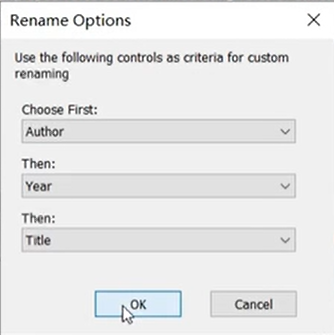 Rename Options
Use the following controls as criteria for custom
renaming
Choose First:
Author
Then:
Year
Then:
Title
OK
Cancel